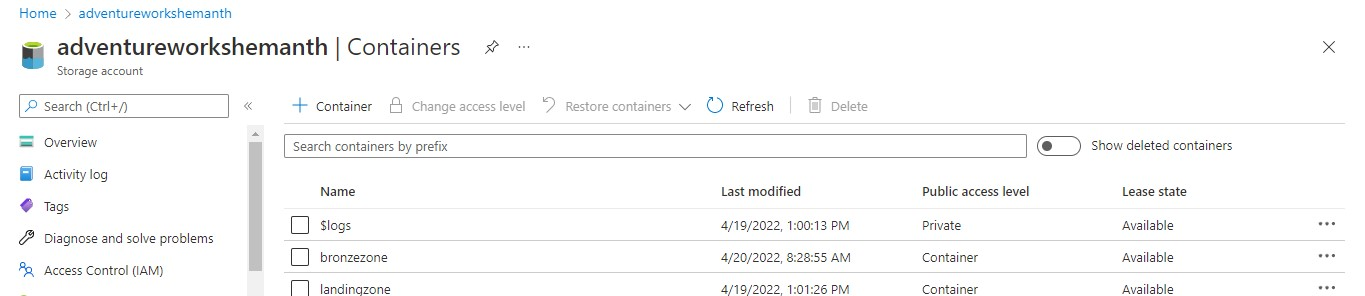 Home > adventureworkshemanth
adventureworkshemanth | Containers
Storage account
Search (Ctrl+/)
Overview
Activity log
Tags
Diagnose and solve problems
Access Control (IAM)
Container Change access level Restore containers Refresh Delete
Search containers by prefix Show deleted containers
Name Last modified Public access level Lease state
$logs 4/19/2022, 1:00:13 PM Private Available
bronzezone 4/20/2022, 8:28:55 AM Container Available
landingzone 4/19/2022, 1:01:26 PM Container Available